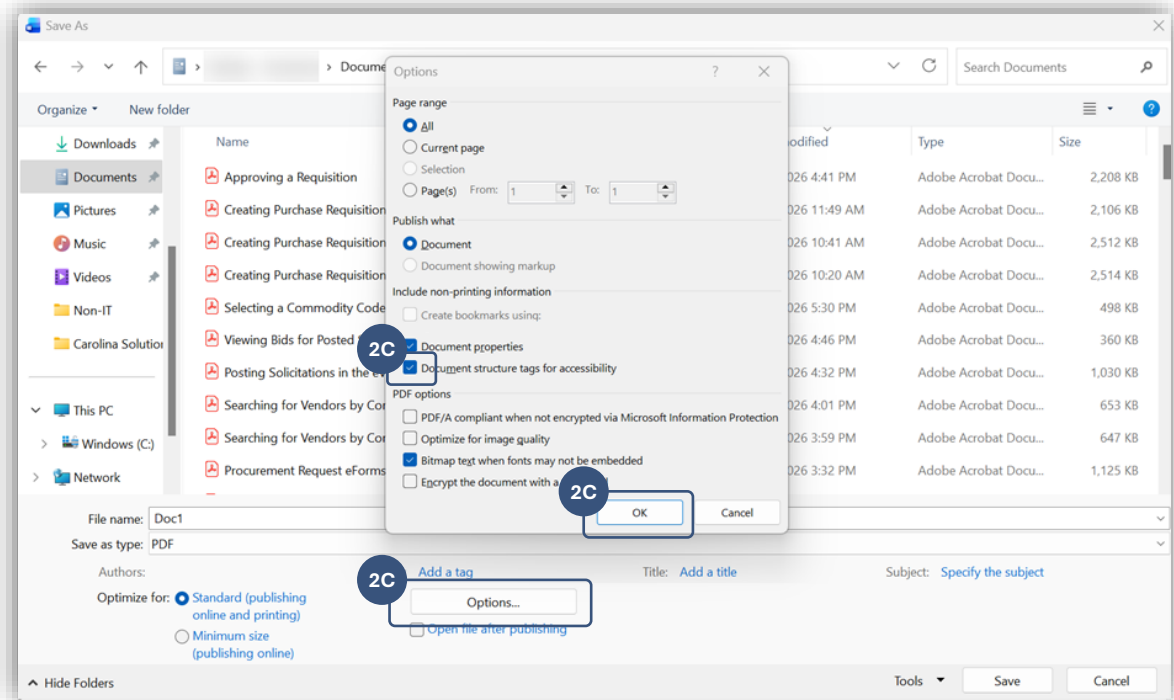 Save As
Docume
Search Documents
Organize
New folder
Options
?
Page range
All
Current page
Selection
Page(s) From: 1 To: 1
Publish what
Document
Document showing markup
Include non-printing information
Create bookmarks using:
2C
Document properties
Document structure tags for accessibility
PDF options
PDF/A compliant when not encrypted via Microsoft Information Protection
Optimize for image quality
Bitmap text when fonts may not be embedded
Encrypt the document with a
2C
OK
Cancel
Downloads
Documents
Pictures
Music
Videos
Non-IT
Carolina Solution
This PC
Windows (C:)
Network
Name
odified
Type
Size
Approving a Requisition 026 4:41 PM Adobe Acrobat Docu... 2,208 KB
Creating Purchase Requisition 026 11:49 AM Adobe Acrobat Docu... 2,106 KB
Creating Purchase Requisition 026 10:41 AM Adobe Acrobat Docu... 2,512 KB
Creating Purchase Requisition 026 10:20 AM Adobe Acrobat Docu... 2,514 KB
Selecting a Commodity Code 026 5:30 PM Adobe Acrobat Docu... 498 KB
Viewing Bids for Posted 026 4:46 PM Adobe Acrobat Docu... 360 KB
Posting Solicitations in the 026 4:32 PM Adobe Acrobat Docu... 1,030 KB
Searching for Vendors by Cor 026 4:01 PM Adobe Acrobat Docu... 653 KB
Searching for Vendors by Cor 026 3:59 PM Adobe Acrobat Docu... 647 KB
Procurement Request eForms 026 3:32 PM Adobe Acrobat Docu... 1,125 KB
File name: Doc1
Save as type: PDF
Authors:
Add a tag
Title: Add a title
Subject: Specify the subject
Optimize for: Standard (publishing
online and printing)
Minimum size
(publishing online)
2C
Options...
Open file after publishing
Hide Folders
Tools
Save
Cancel